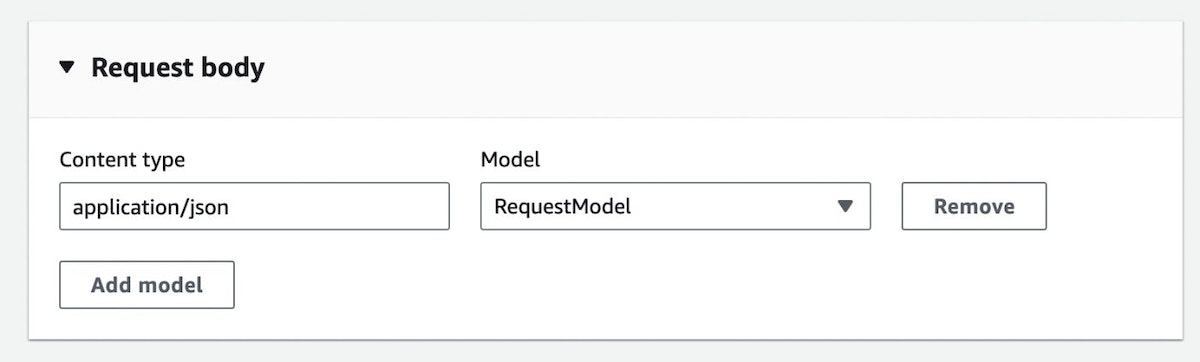 Request body
Content type
Model
application/json
RequestModel
Remove
Add model